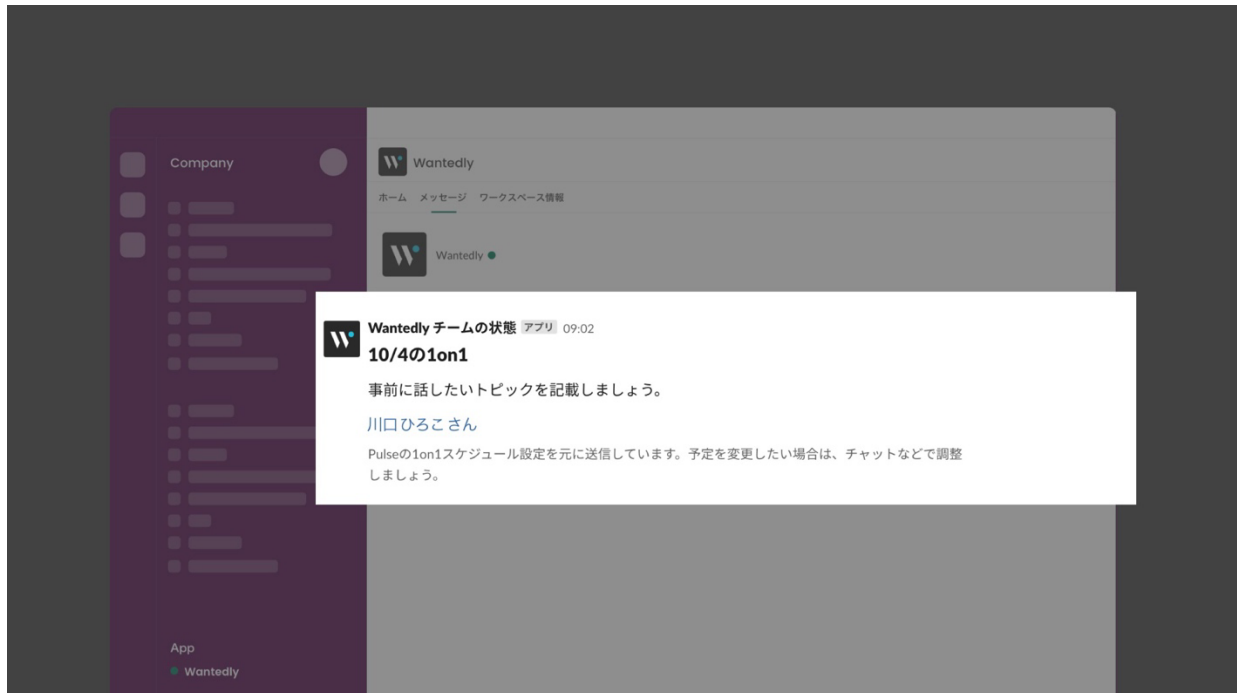 Company
Wantedly
ホーム メッセージ ワークスペース情報
Wantedly
Wantedly チームの状態 アプリ 09:02
10/4の1on1
事前に話したいトピックを記載しましょう。
川口ひろこさん
Pulseの1on1スケジュール設定を元に送信しています。予定を変更したい場合は、チャットなどで調整
しましょう。
App
Wantedly